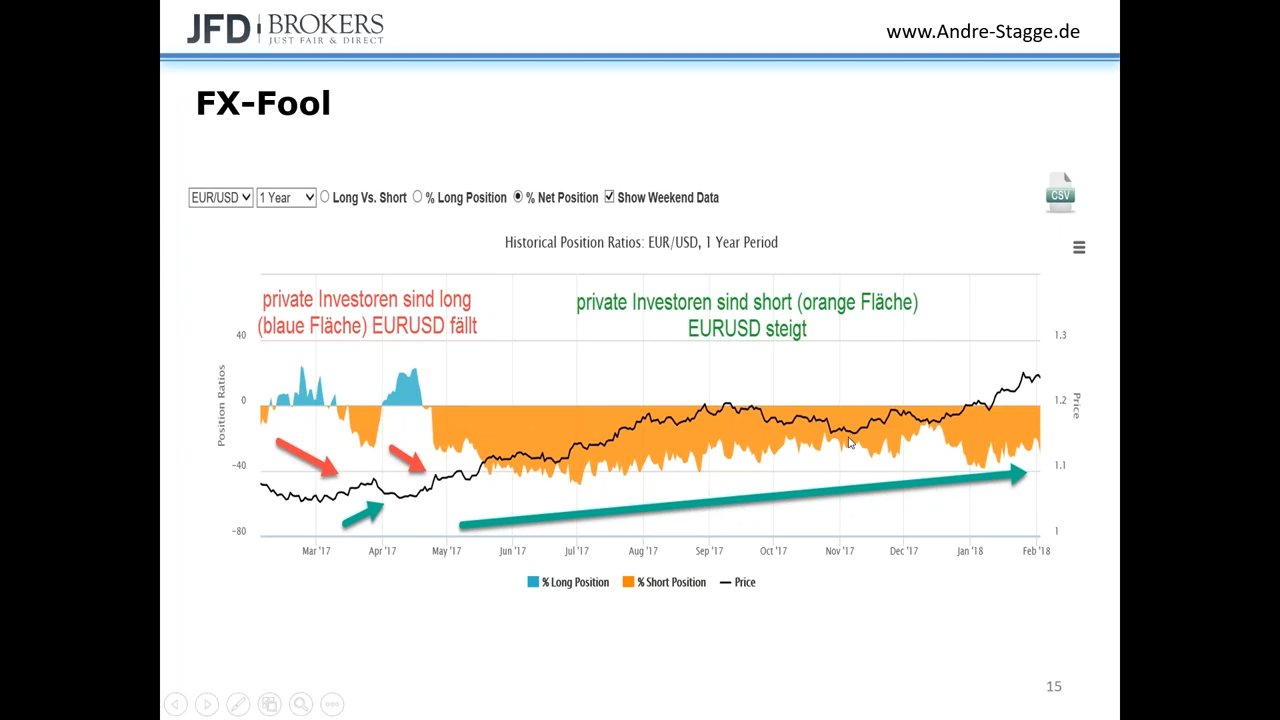 JFD BROKERS
JUST FAIR & DIRECT
www.Andre-Stagge.de
FX-Fool
EUR/USD 1 Year Long Vs. Short % Long Position % Net Position Show Weekend Data
CSV
Historical Position Ratios: EUR/USD, 1 Year Period
private Investoren sind long
(blaue Fläche) EURUSD fällt
private Investoren sind short (orange Fläche)
EURUSD steigt
Position Ratios
40
0
−40
−80
1.3
1.2
1.1
1
Price
Mar '17 Apr '17 May '17 Jun '17 Jul '17 Aug '17 Sep '17 Oct '17 Nov '17 Dec '17 Jan '18 Feb '18
% Long Position % Short Position Price
15